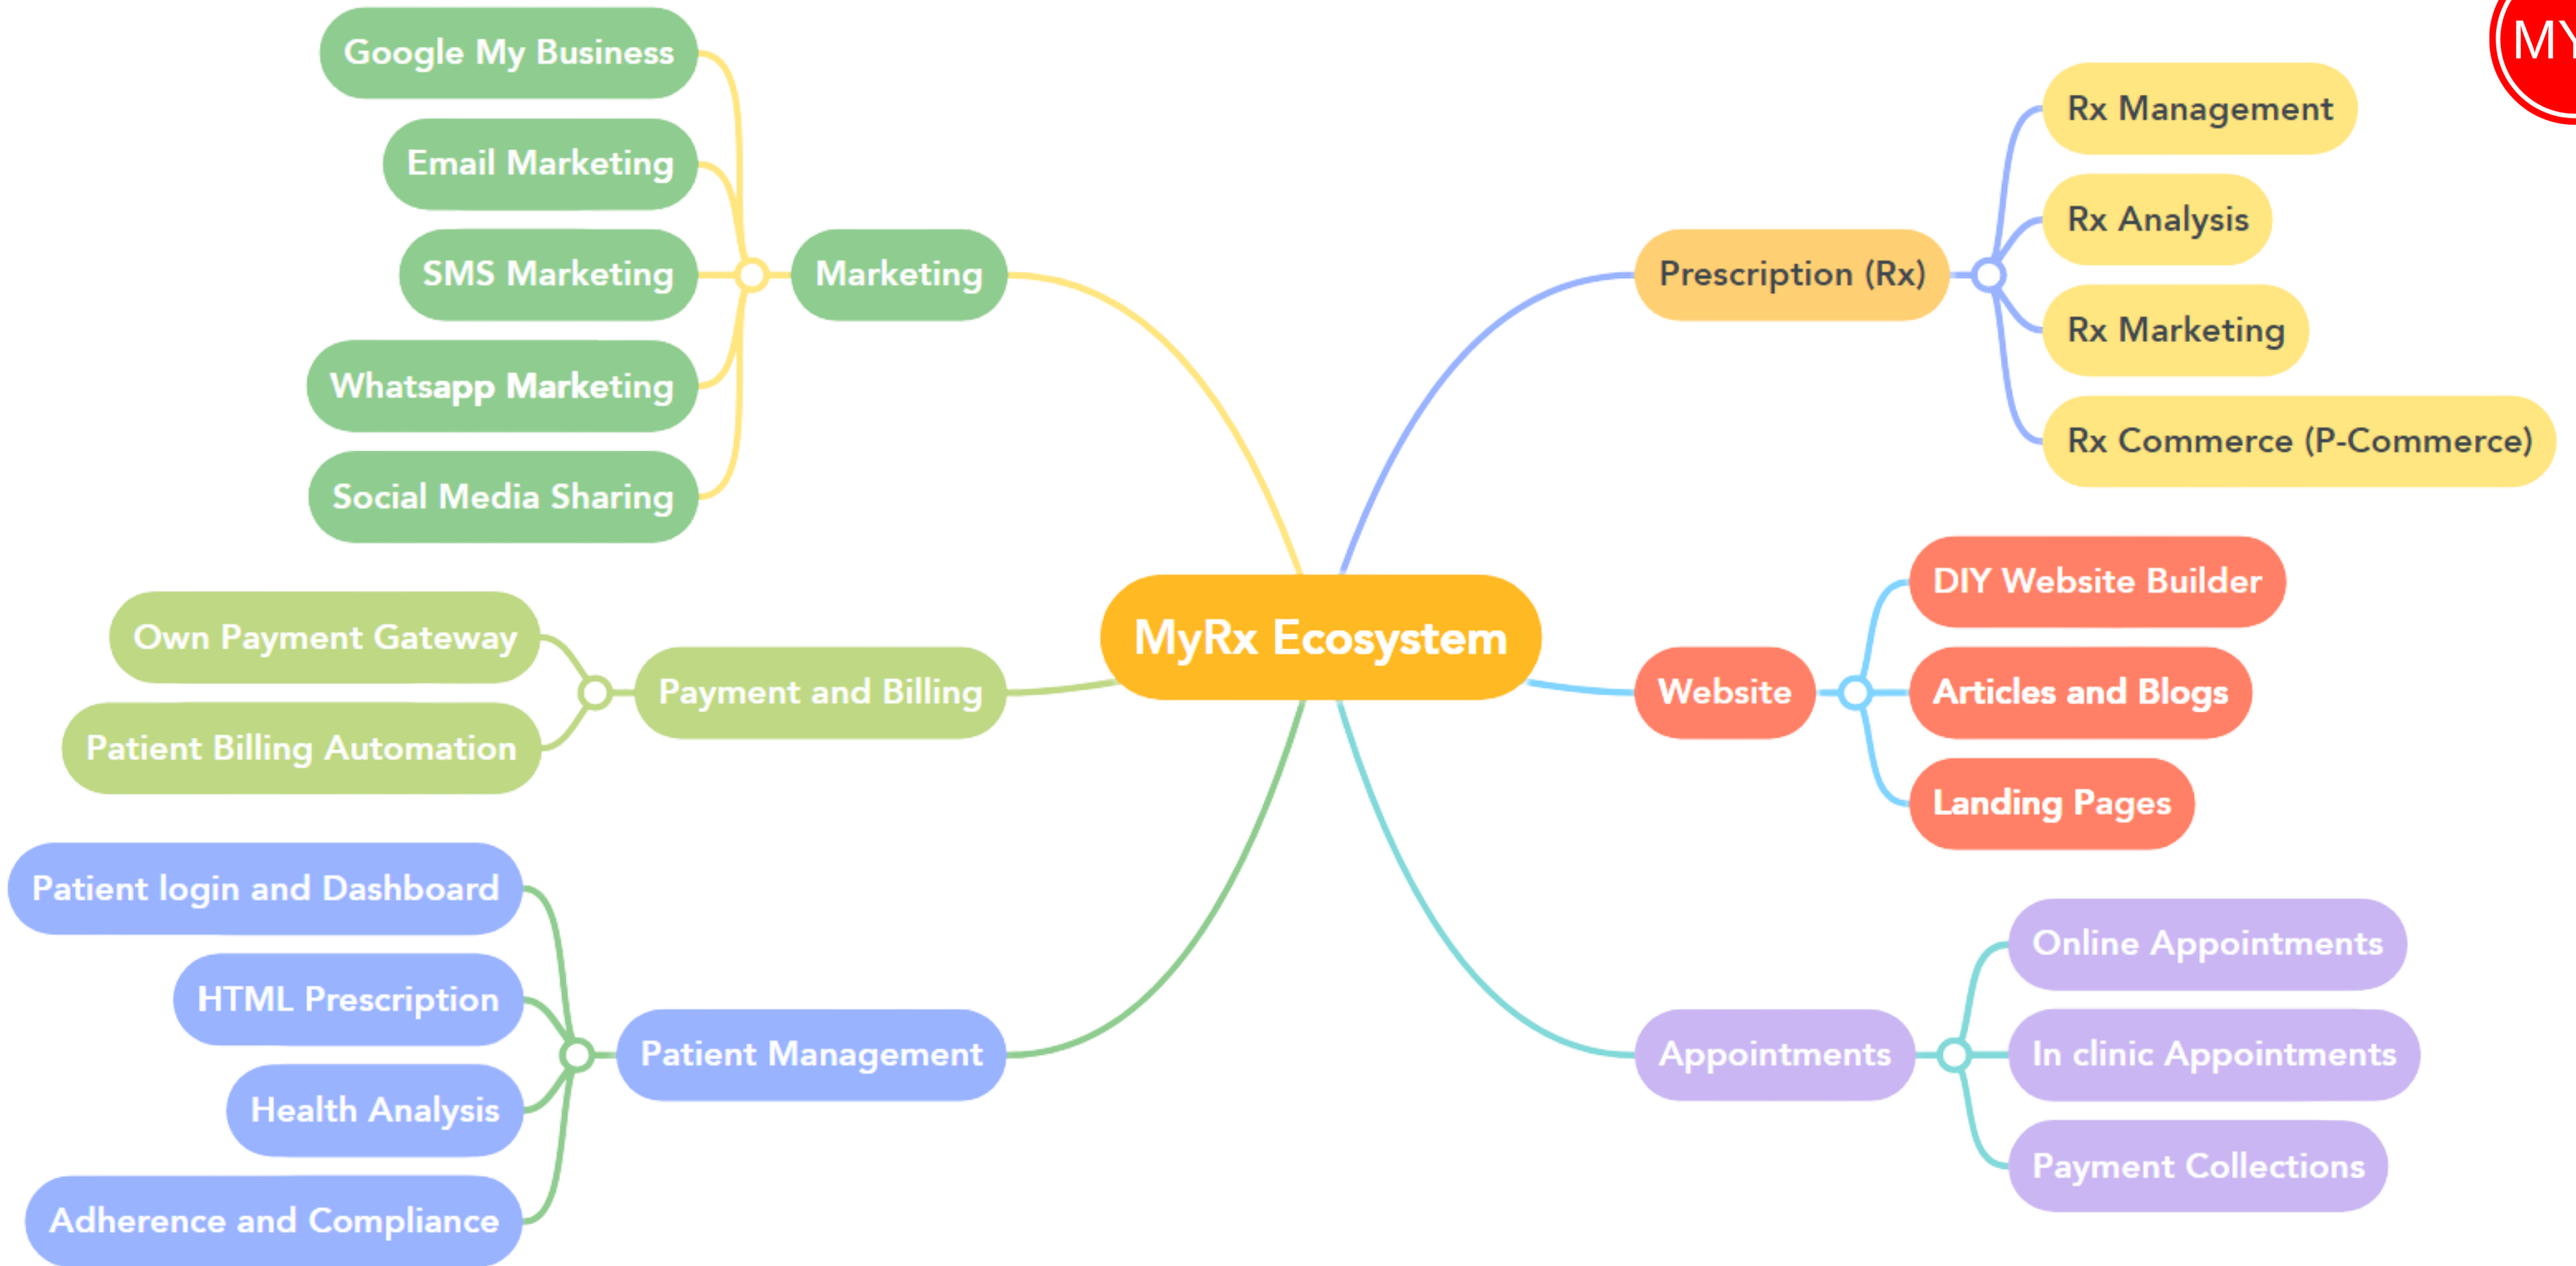 MY
Google My Business
Email Marketing
SMS Marketing
Whatsapp Marketing
Social Media Sharing
Marketing
Own Payment Gateway
Patient Billing Automation
Payment and Billing
Patient login and Dashboard
HTML Prescription
Health Analysis
Adherence and Compliance
Patient Management
MyRx Ecosystem
Prescription (Rx)
Rx Management
Rx Analysis
Rx Marketing
Rx Commerce (P-Commerce)
Website
DIY Website Builder
Articles and Blogs
Landing Pages
Appointments
Online Appointments
In clinic Appointments
Payment Collections